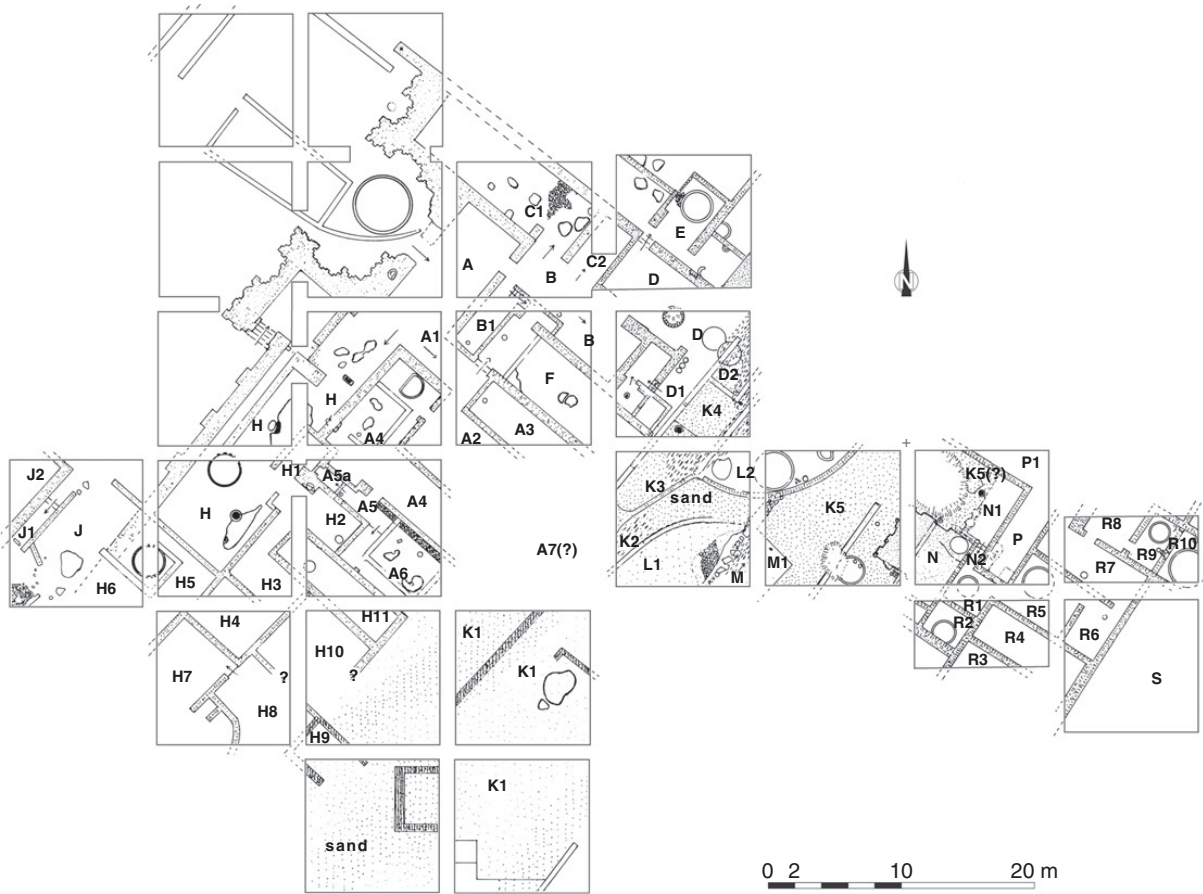 C1
E
A
C2
B
D
N
A1
B1
B
D
H
F
D1
D2
H
K4
A4
A2
A3
K5(?)
P1
J2
H1
A5a
A4
L2
K3
sand
K5
N1
R8
R10
H
A5
J1
J
H2
K2
P
R9
A7(?)
N
N2
R7
H6
H5
H3
A6
L1
M
M1
H4
H11
K1
R1
R5
R2
R4
R6
H7
?
H10
?
K1
R3
S
H8
H9
K1
sand
0 2 10 20 m